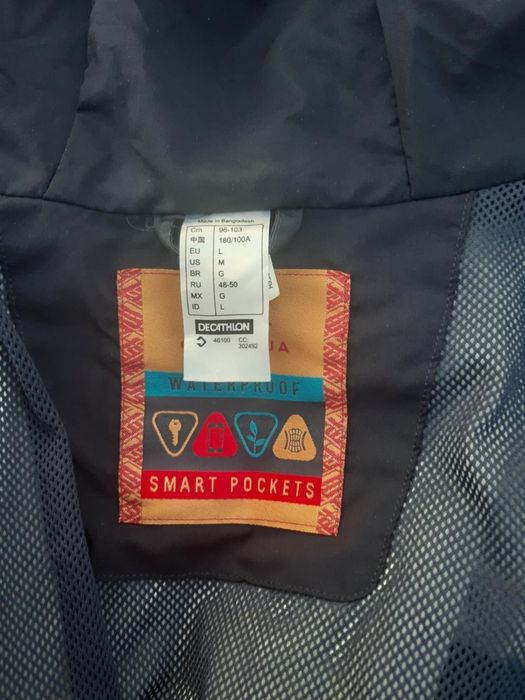 Made in Bangladesh
Cm 96-103
中国 180/100A
EU L
US M
BR G
RU 48-50
MX G
ID L
DECATHLON
46100 CC:
302492
UA
WATERPROOF
SMART POCKETS